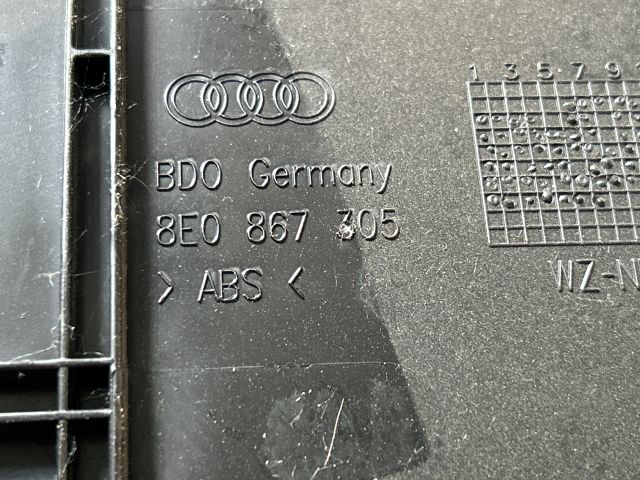 1 3 5 7 9
BDO Germany
8E0 867 305
> ABS <
WZ-N